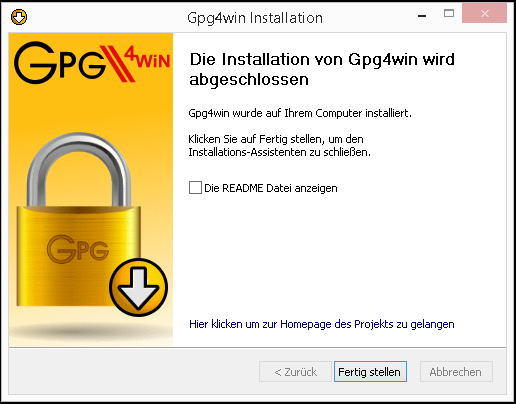 Gpg4win Installation
GPG4WiN
Die Installation von Gpg4win wird
abgeschlossen
Gpg4win wurde auf Ihrem Computer installiert.
Klicken Sie auf Fertig stellen, um den
Installations-Assistenten zu schließen.
Die README Datei anzeigen
GPG
Hier klicken um zur Homepage des Projekts zu gelangen
< Zurück
Fertig stellen
Abbrechen